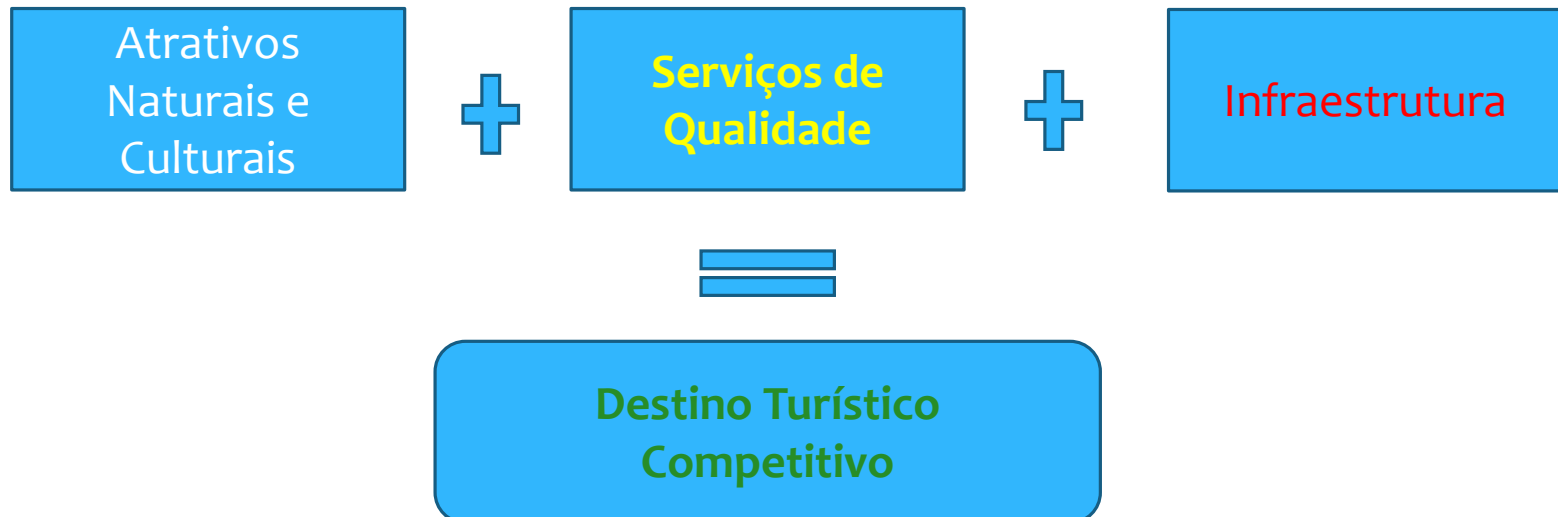 Atrativos
Naturais e
Culturais
Serviços de
Qualidade
Infraestrutura
Destino Turístico
Competitivo